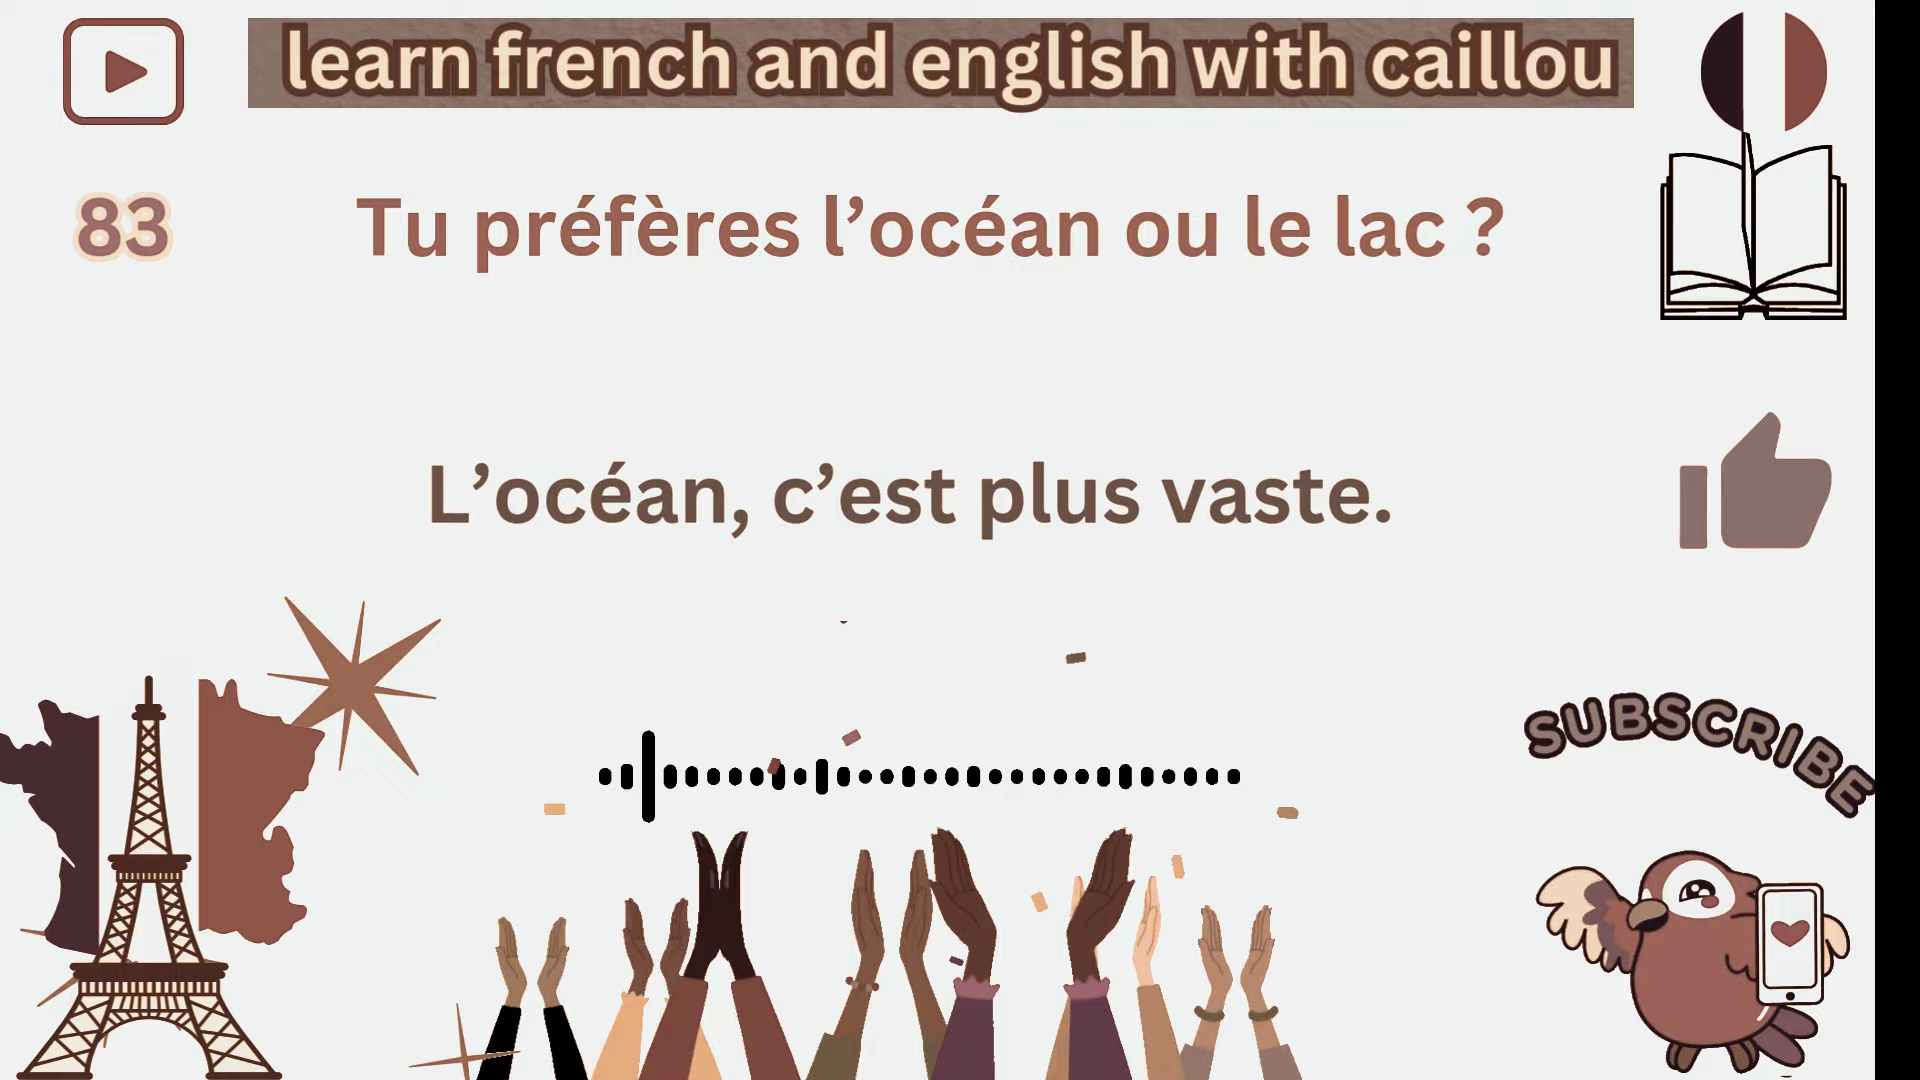 learn french and english with caillou
83
Tu préfères l’océan ou le lac ?
L’océan, c’est plus vaste.
SUBSCRIBE